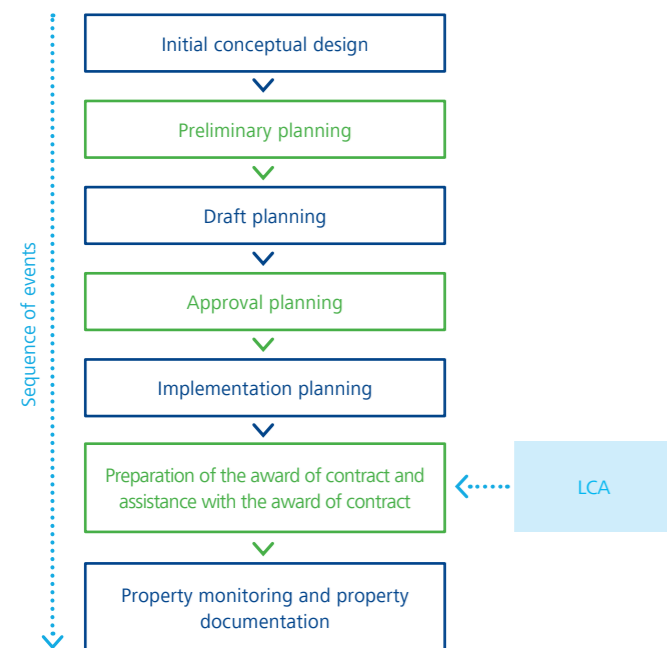 Initial conceptual design
Preliminary planning
Draft planning
Approval planning
Sequence of events
Implementation planning
Preparation of the award of contract and
assistance with the award of contract
LCA
Property monitoring and property
documentation